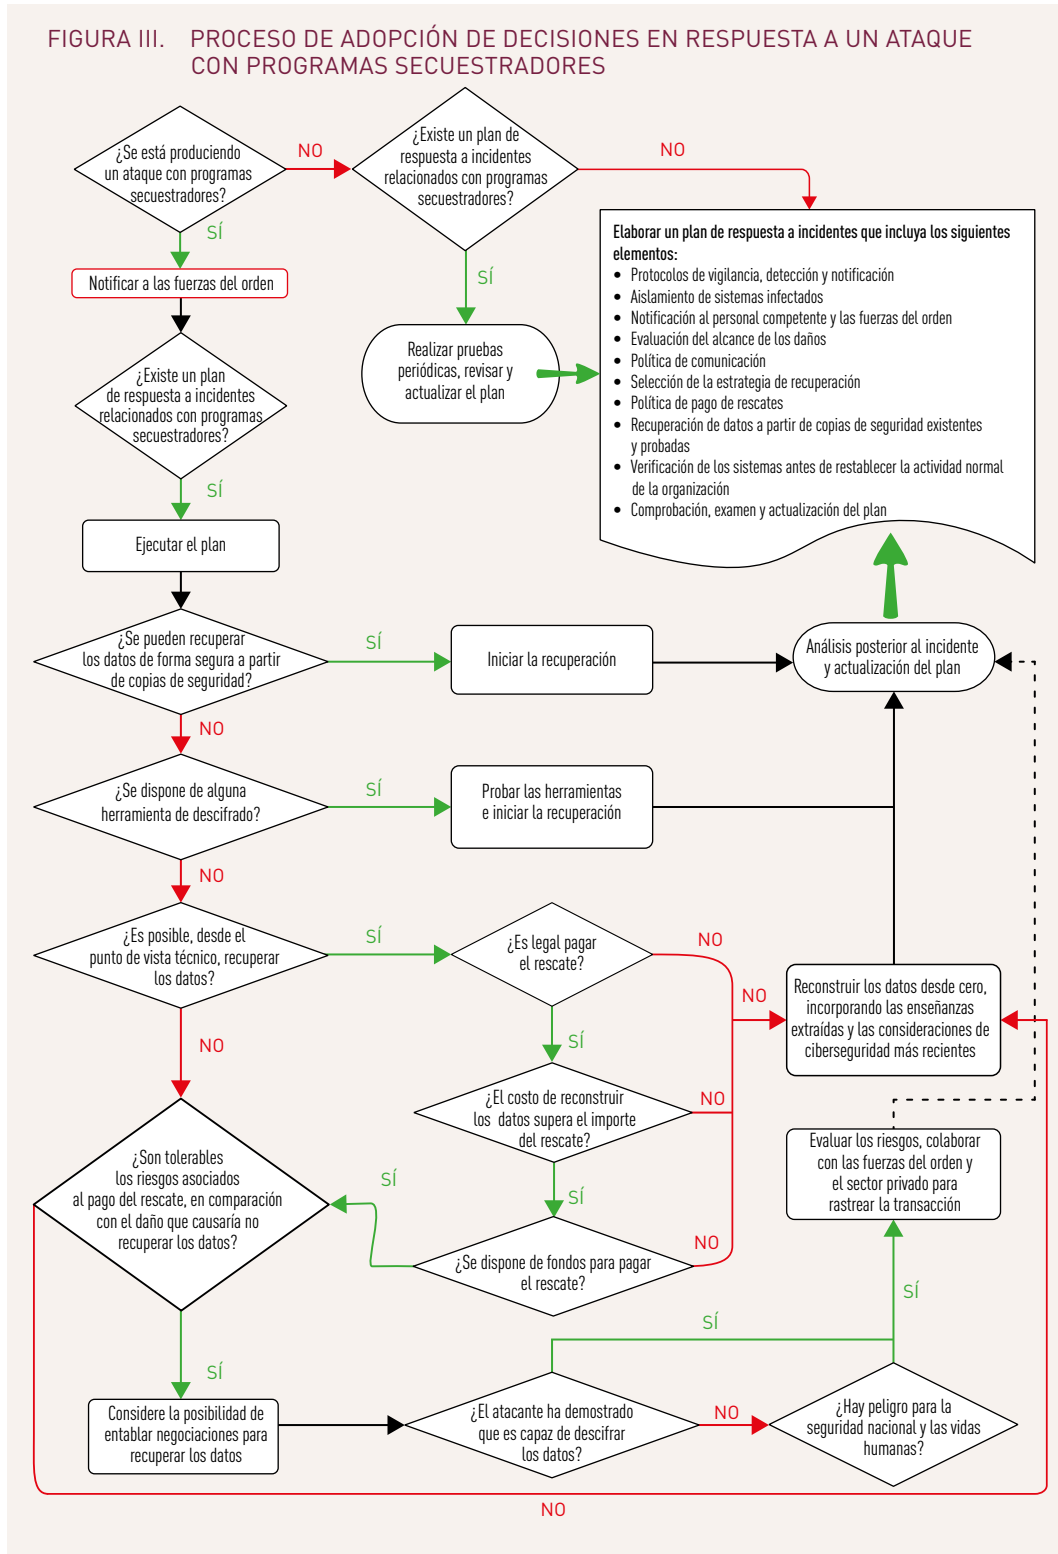 FIGURA III. PROCESO DE ADOPCIÓN DE DECISIONES EN RESPUESTA A UN ATAQUE
CON PROGRAMAS SECUESTRADORES
¿Se está produciendo
un ataque con programas
secuestradores?
NO
¿Existe un plan de
respuesta a incidentes
relacionados con programas
secuestradores?
NO
SÍ
Notificar a las fuerzas del orden
SÍ
Elaborar un plan de respuesta a incidentes que incluya los siguientes
elementos:
• Protocolos de vigilancia, detección y notificación
• Aislamiento de sistemas infectados
• Notificación al personal competente y las fuerzas del orden
• Evaluación del alcance de los daños
• Política de comunicación
• Selección de la estrategia de recuperación
• Política de pago de rescates
• Recuperación de datos a partir de copias de seguridad existentes
y probadas
• Verificación de los sistemas antes de restablecer la actividad normal
de la organización
• Comprobación, examen y actualización del plan
Realizar pruebas
periódicas, revisar y
actualizar el plan
¿Existe un plan
de respuesta a incidentes
relacionados con programas
secuestradores?
SÍ
Ejecutar el plan
¿Se pueden recuperar
los datos de forma segura a partir
de copias de seguridad?
SÍ
Iniciar la recuperación
Análisis posterior al incidente
y actualización del plan
NO
¿Se dispone de alguna
herramienta de descifrado?
SÍ
Probar las herramientas
e iniciar la recuperación
NO
¿Es posible, desde el
punto de vista técnico, recuperar
los datos?
SÍ
¿Es legal pagar
el rescate?
NO
NO
Reconstruir los datos desde cero,
incorporando las enseñanzas
extraídas y las consideraciones de
ciberseguridad más recientes
NO
SÍ
¿El costo de reconstruir
los datos supera el importe
del rescate?
NO
Evaluar los riesgos, colaborar
con las fuerzas del orden y
el sector privado para
rastrear la transacción
¿Son tolerables
los riesgos asociados
al pago del rescate, en comparación
con el daño que causaría no
recuperar los datos?
SÍ
SÍ
¿Se dispone de fondos para pagar
el rescate?
NO
SÍ
SÍ
SÍ
Considere la posibilidad de
entablar negociaciones para
recuperar los datos
¿El atacante ha demostrado
que es capaz de descifrar
los datos?
NO
¿Hay peligro para la
seguridad nacional y las vidas
humanas?
NO